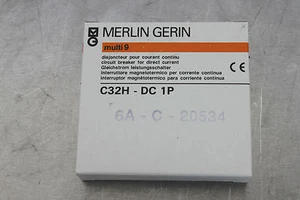 MERLIN GERIN
multi 9
disjoncteur pour courant continu
circuit breaker for direct current
Gleichstrom leistungsschalter
interruttore magnetotermico per corrente continua
interruptor magnetotérmico para corriente continua
CE
C32H - DC 1P
6A - C - 20534